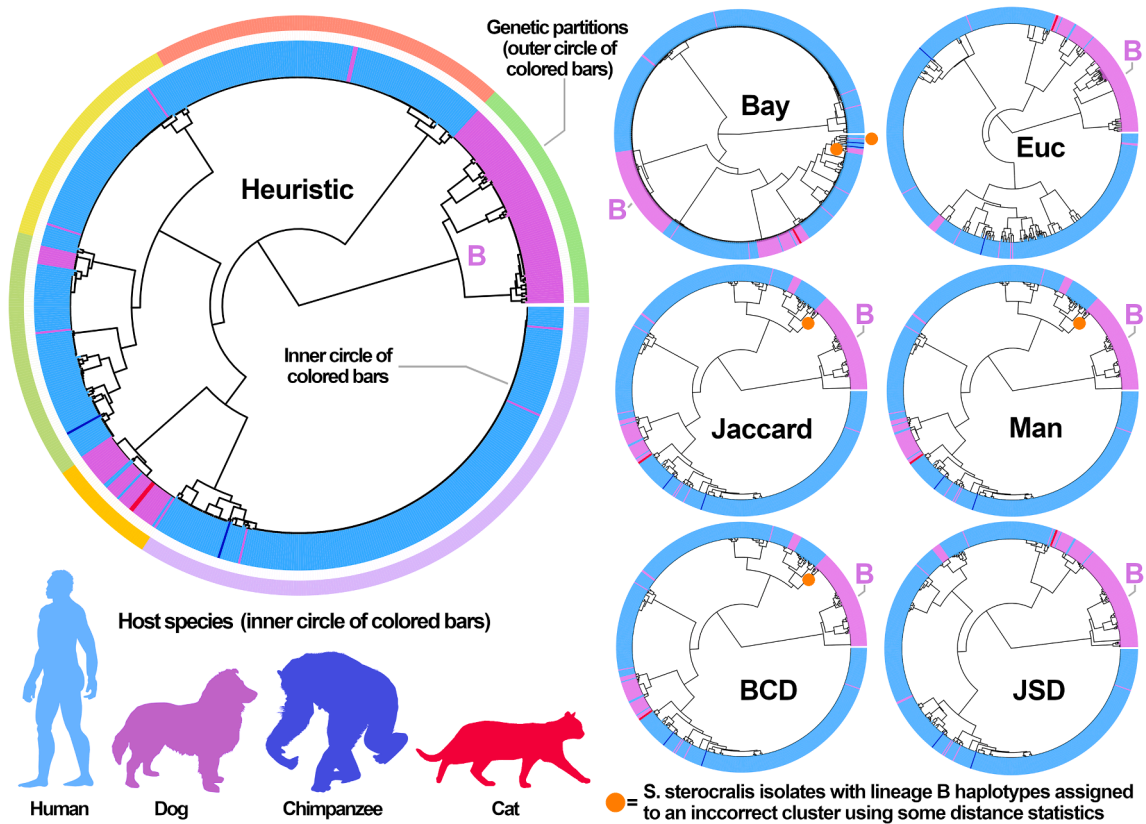 Genetic partitions
(outer circle of
colored bars)
Heuristic
B
Inner circle of
colored bars
Bay
B
Euc
B
Jaccard
B
Man
B
BCD
B
JSD
B
Host species (inner circle of colored bars)
Human
Dog
Chimpanzee
Cat
= S. sterocralis isolates with lineage B haplotypes assigned
to an inccorrect cluster using some distance statistics